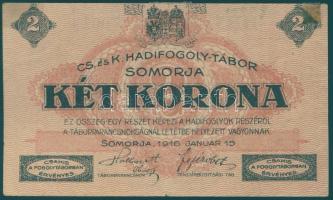 2
2
CS. ÉS K. HADIFOGOLY-TÁBOR
SOMORJA
KÉT KORONA
EZ ÖSSZEG EGY RÉSZÉT KÉPEZI A HADIFOGLYOK RÉSZÉRŐL
A TÁBORPARANCSNOKSÁGNÁL LETÉTBE HELYEZETT VAGYONNAK.
SOMORJA, 1916 JANUÁR 15
CSAKIS
A FOGOLYTÁBORBAN
ÉRVÉNYES
CSAKIS
A FOGOLYTÁBORBAN
ÉRVÉNYES